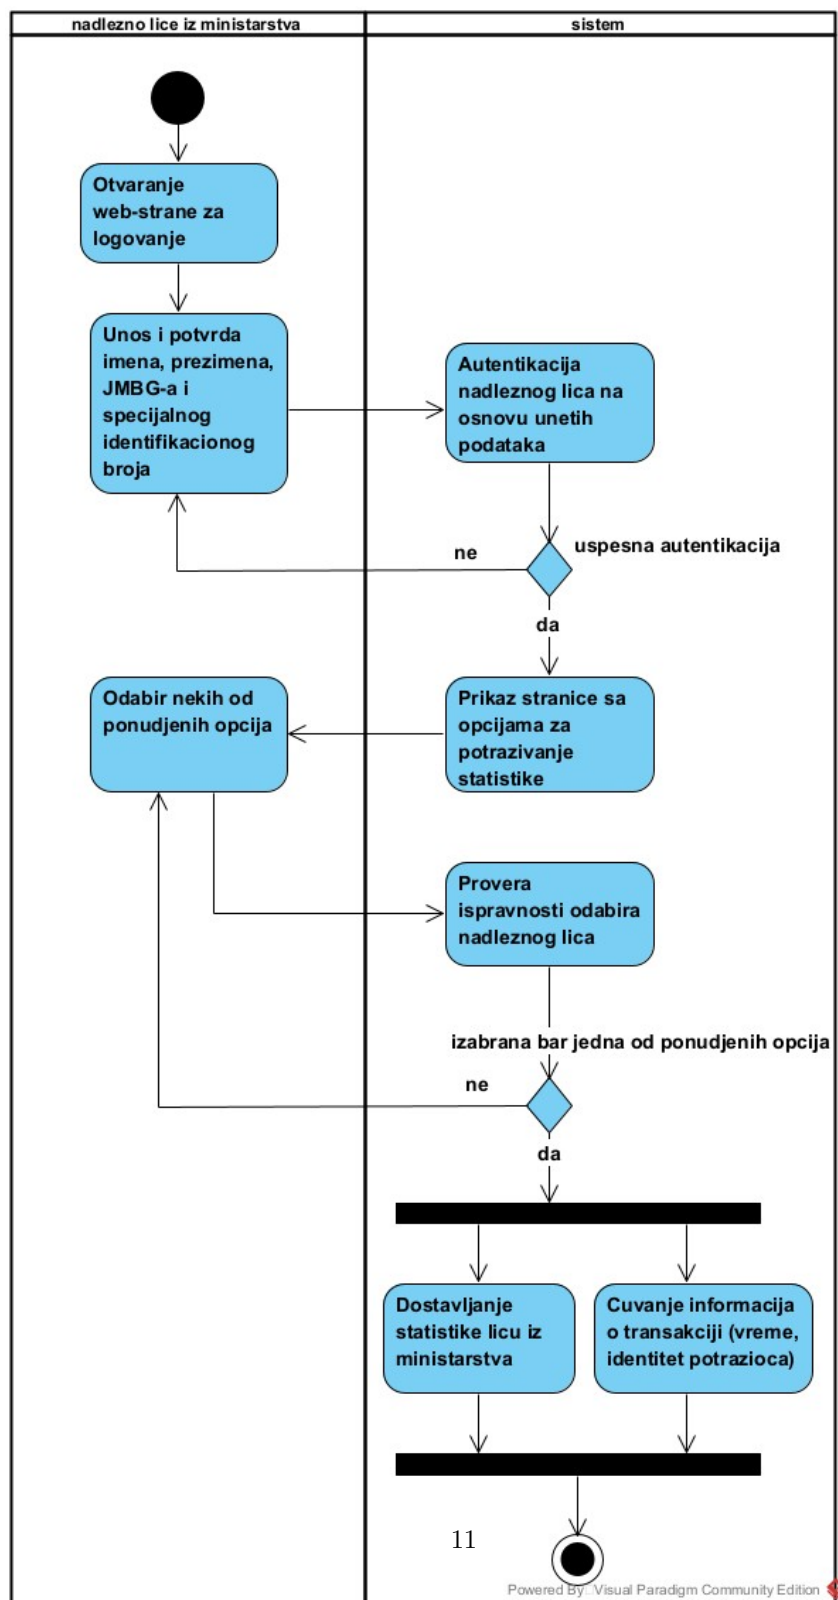 nadlezno lice iz ministarstva
sistem
Otvaranje
web-strane za
logovanje
Unos i potvrda
imena, prezimena,
JMBG-a i
specijalnog
identifikacionog
broja
Autentikacija
nadleznog lica na
osnovu unetih
podataka
ne
uspesna autentikacija
da
Odabir nekih od
ponudjenih opcija
Prikaz stranice sa
opcijama za
potrazivanje
statistike
Provera
ispravnosti odabira
nadleznog lica
izabrana bar jedna od ponudjenih opcija
ne
da
Dostavljanje
statistike licu iz
ministarstva
Cuvanje informacija
o transakciji (vreme,
identitet potrazioca)
11
Powered By Visual Paradigm Community Edition